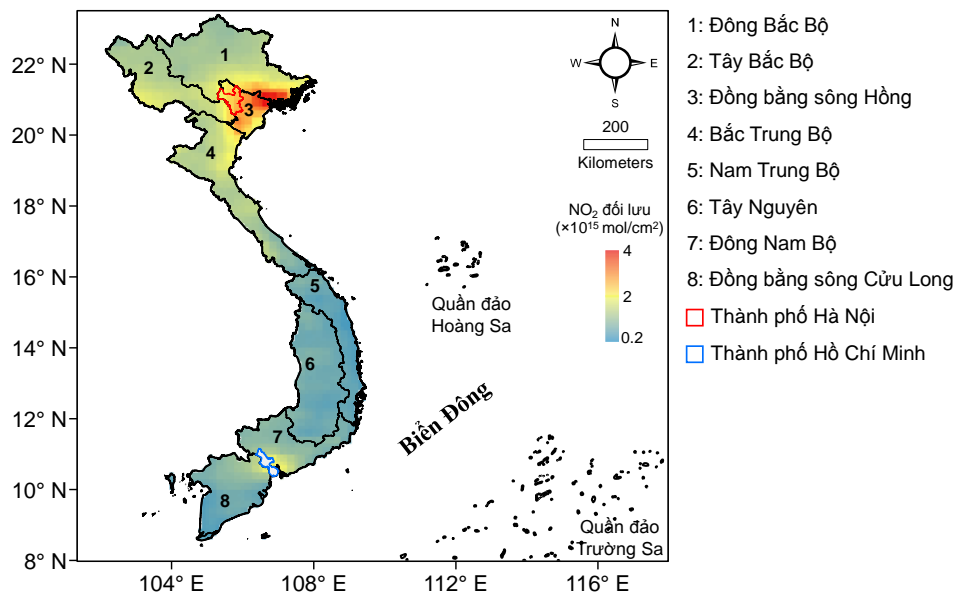 22° N
20° N
18° N
16° N
14° N
12° N
10° N
8° N
104° E
108° E
112° E
116° E
1
2
3
4
5
6
7
8
N
W
E
S
200
Kilometers
NO₂ đối lưu
(×10¹⁵ mol/cm²)
4
2
0.2
Quần đảo
Hoàng Sa
Biển Đông
Quần đảo
Trường Sa
1: Đông Bắc Bộ
2: Tây Bắc Bộ
3: Đồng bằng sông Hồng
4: Bắc Trung Bộ
5: Nam Trung Bộ
6: Tây Nguyên
7: Đông Nam Bộ
8: Đồng bằng sông Cửu Long
Thành phố Hà Nội
Thành phố Hồ Chí Minh